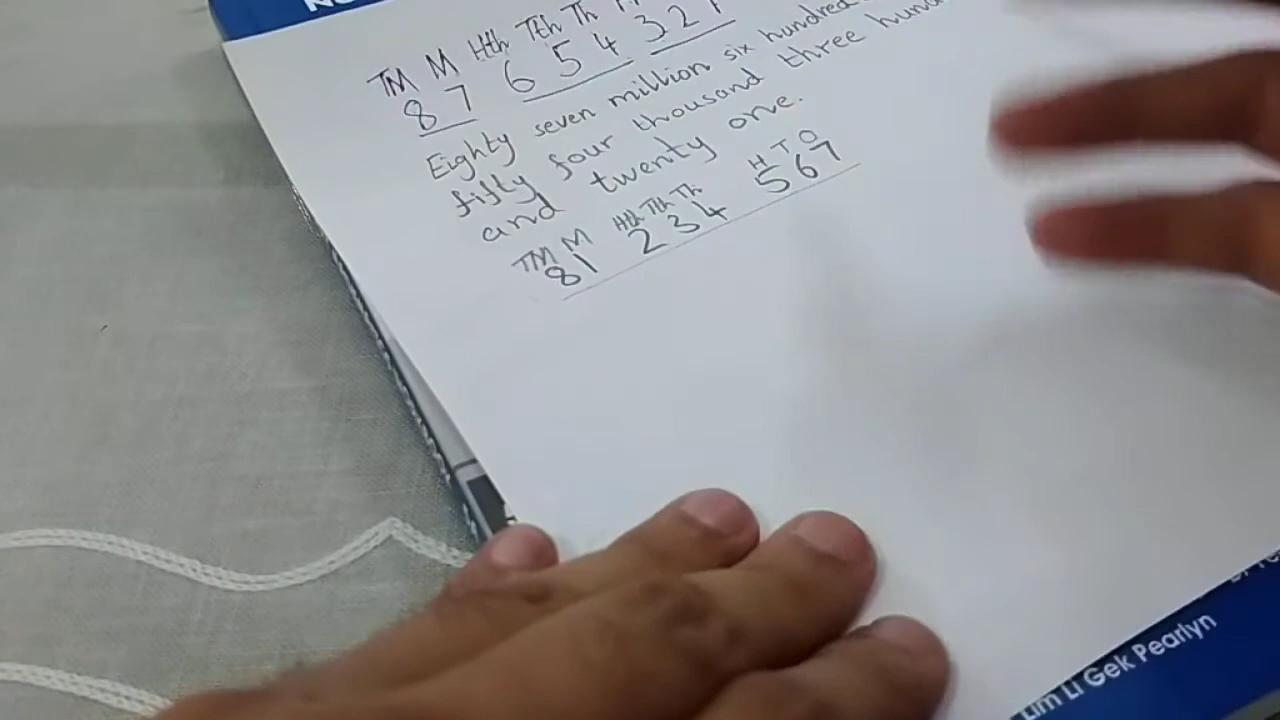 TM M Hth Tth Th
8 7 6 5 4 3 2 1
Eighty seven million six hundred
fifty four thousand three
and twenty one.
TM M Hth Tth Th H T O
8 1 2 3 4 5 6 7
Lim Li Gek Pearlyn